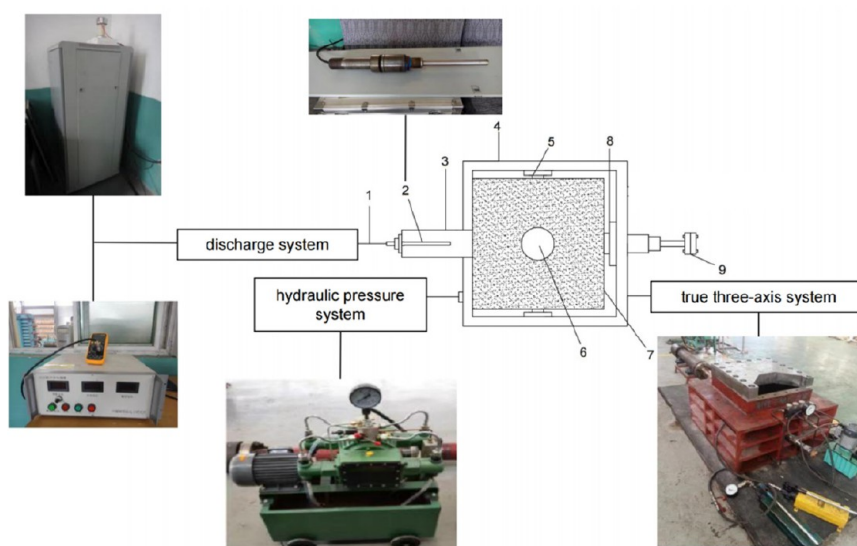 4
5
8
3
2
1
discharge system
9
hydraulic pressure
system
true three-axis system
6
7